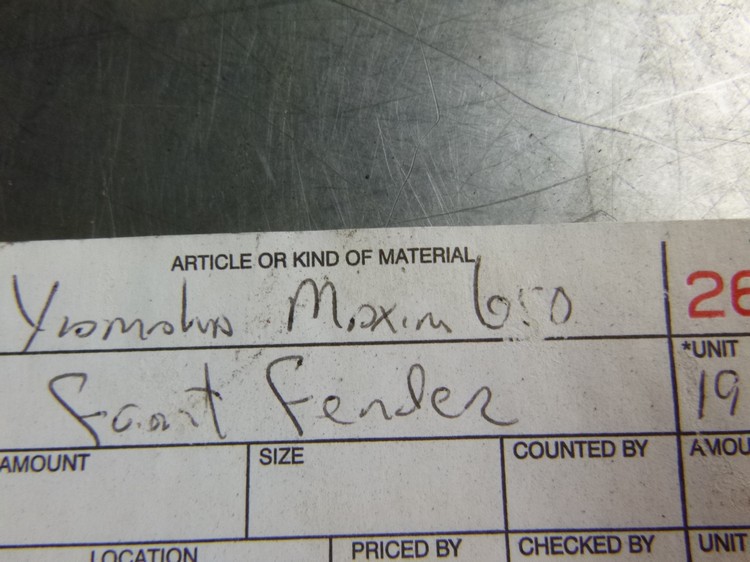 ARTICLE OR KIND OF MATERIAL
Yamaha Maxim 650
26
*UNIT
Front Fender
19
AMOUNT
SIZE
COUNTED BY
AMOU
LOCATION
PRICED BY
CHECKED BY
UNIT